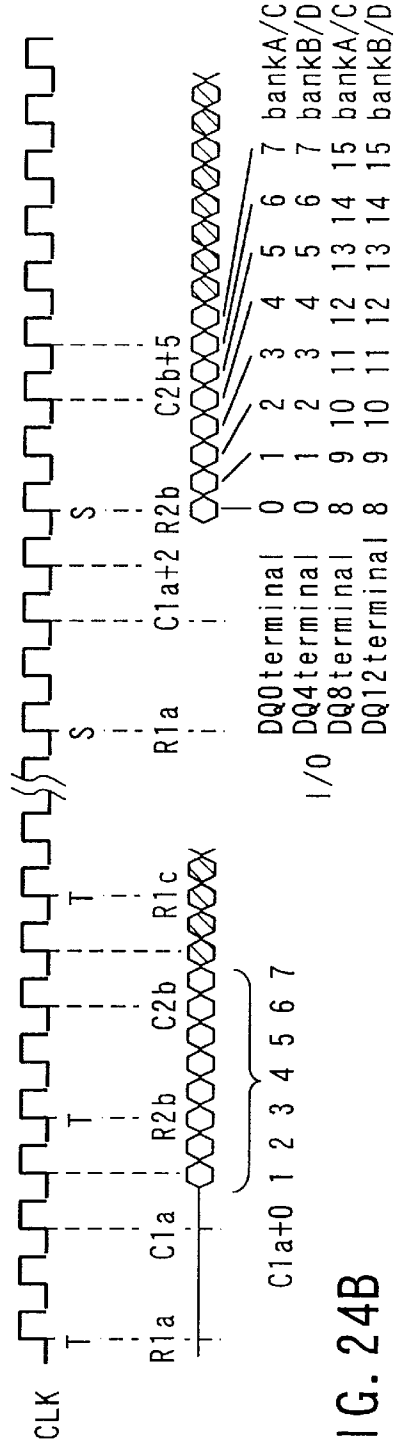 CLK
T T T S S
R1a C1a R2b C2b R1c R1a C1a+2 R2b C2b+5
C1a+0 1 2 3 4 5 6 7
I/O
DQ0terminal 0 1 2 3 4 5 6 7 bankA/C
DQ4terminal 0 1 2 3 4 5 6 7 bankB/D
DQ8terminal 8 9 10 11 12 13 14 15 bankA/C
DQ12terminal 8 9 10 11 12 13 14 15 bankB/D
IG. 24B